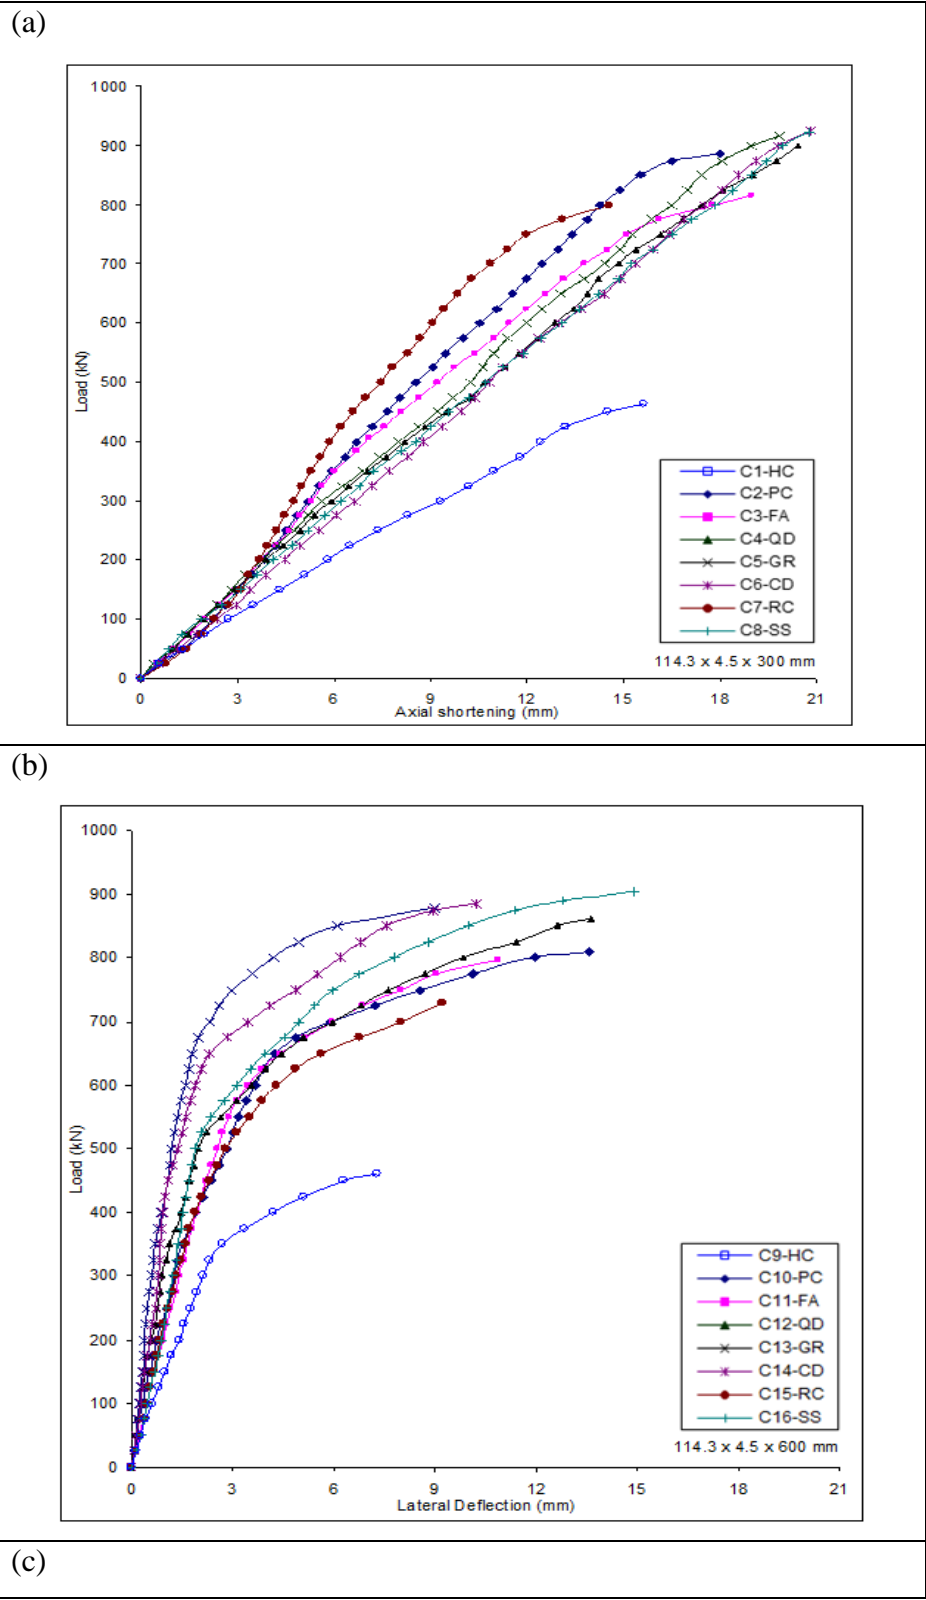 (a)
1000
900
800
700
600
500
400
300
200
100
0
Load (kN)
0 3 6 9 12 15 18 21
Axial shortening (mm)
C1-HC
C2-PC
C3-FA
C4-QD
C5-GR
C6-CD
C7-RC
C8-SS
114.3 x 4.5 x 300 mm
(b)
1000
900
800
700
600
500
400
300
200
100
0
Load (kN)
0 3 6 9 12 15 18 21
Lateral Deflection (mm)
C9-HC
C10-PC
C11-FA
C12-QD
C13-GR
C14-CD
C15-RC
C16-SS
114.3 x 4.5 x 600 mm
(c)